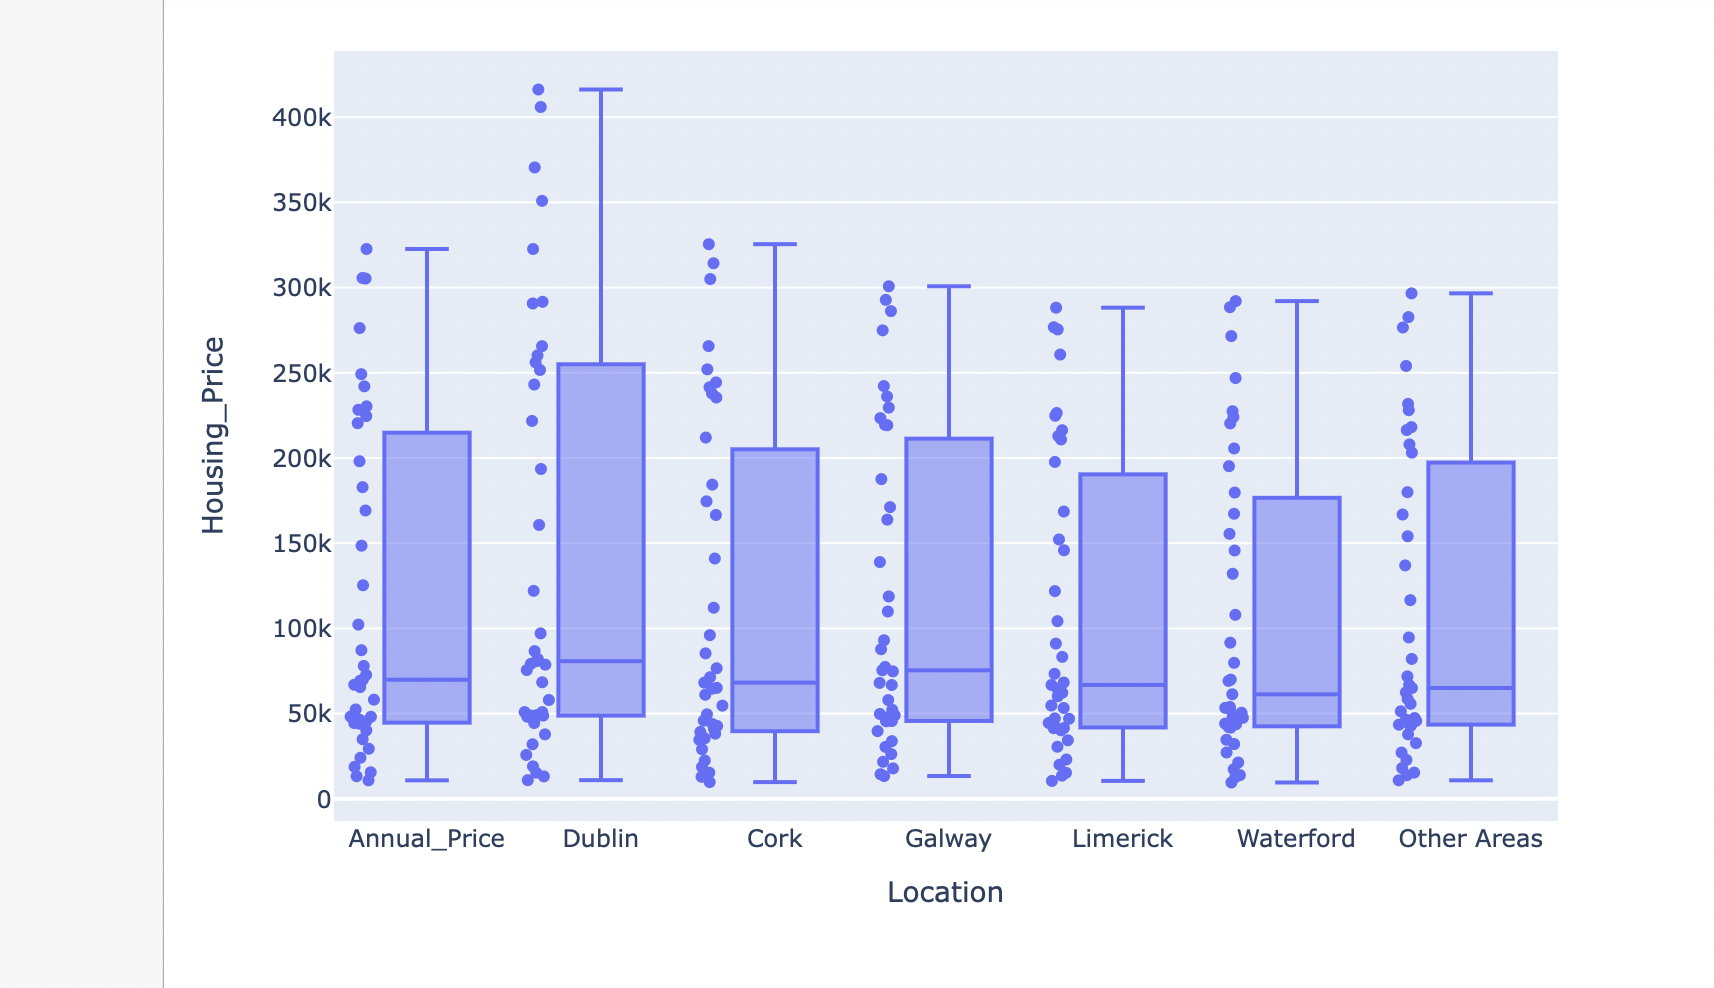 400k
350k
300k
250k
200k
150k
100k
50k
0
Housing_Price
Annual_Price Dublin Cork Galway Limerick Waterford Other Areas
Location